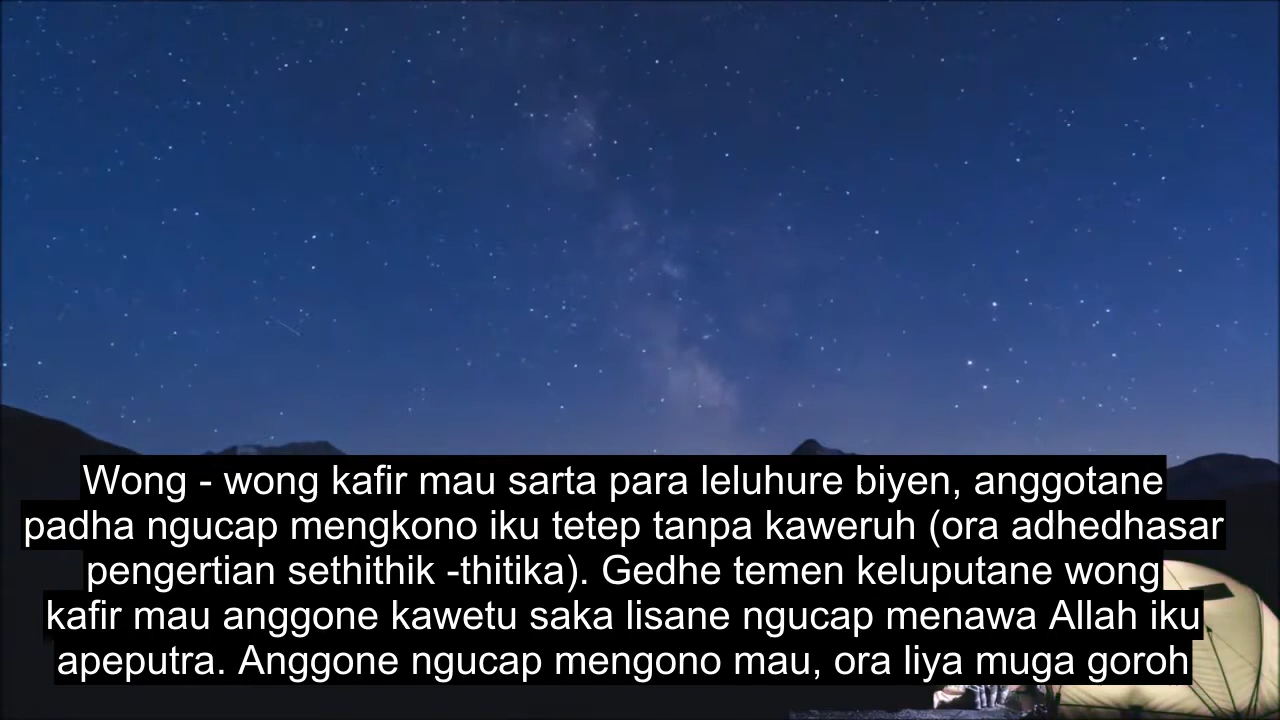 Wong - wong kafir mau sarta para leluhure biyen, anggotane
padha ngucap mengkono iku tetep tanpa kaweruh (ora adhedhasar
pengertian sethithik -thitika). Gedhe temen keluputane wong
kafir mau anggone kawetu saka lisane ngucap menawa Allah iku
apeputra. Anggone ngucap mengono mau, ora liya muga goroh